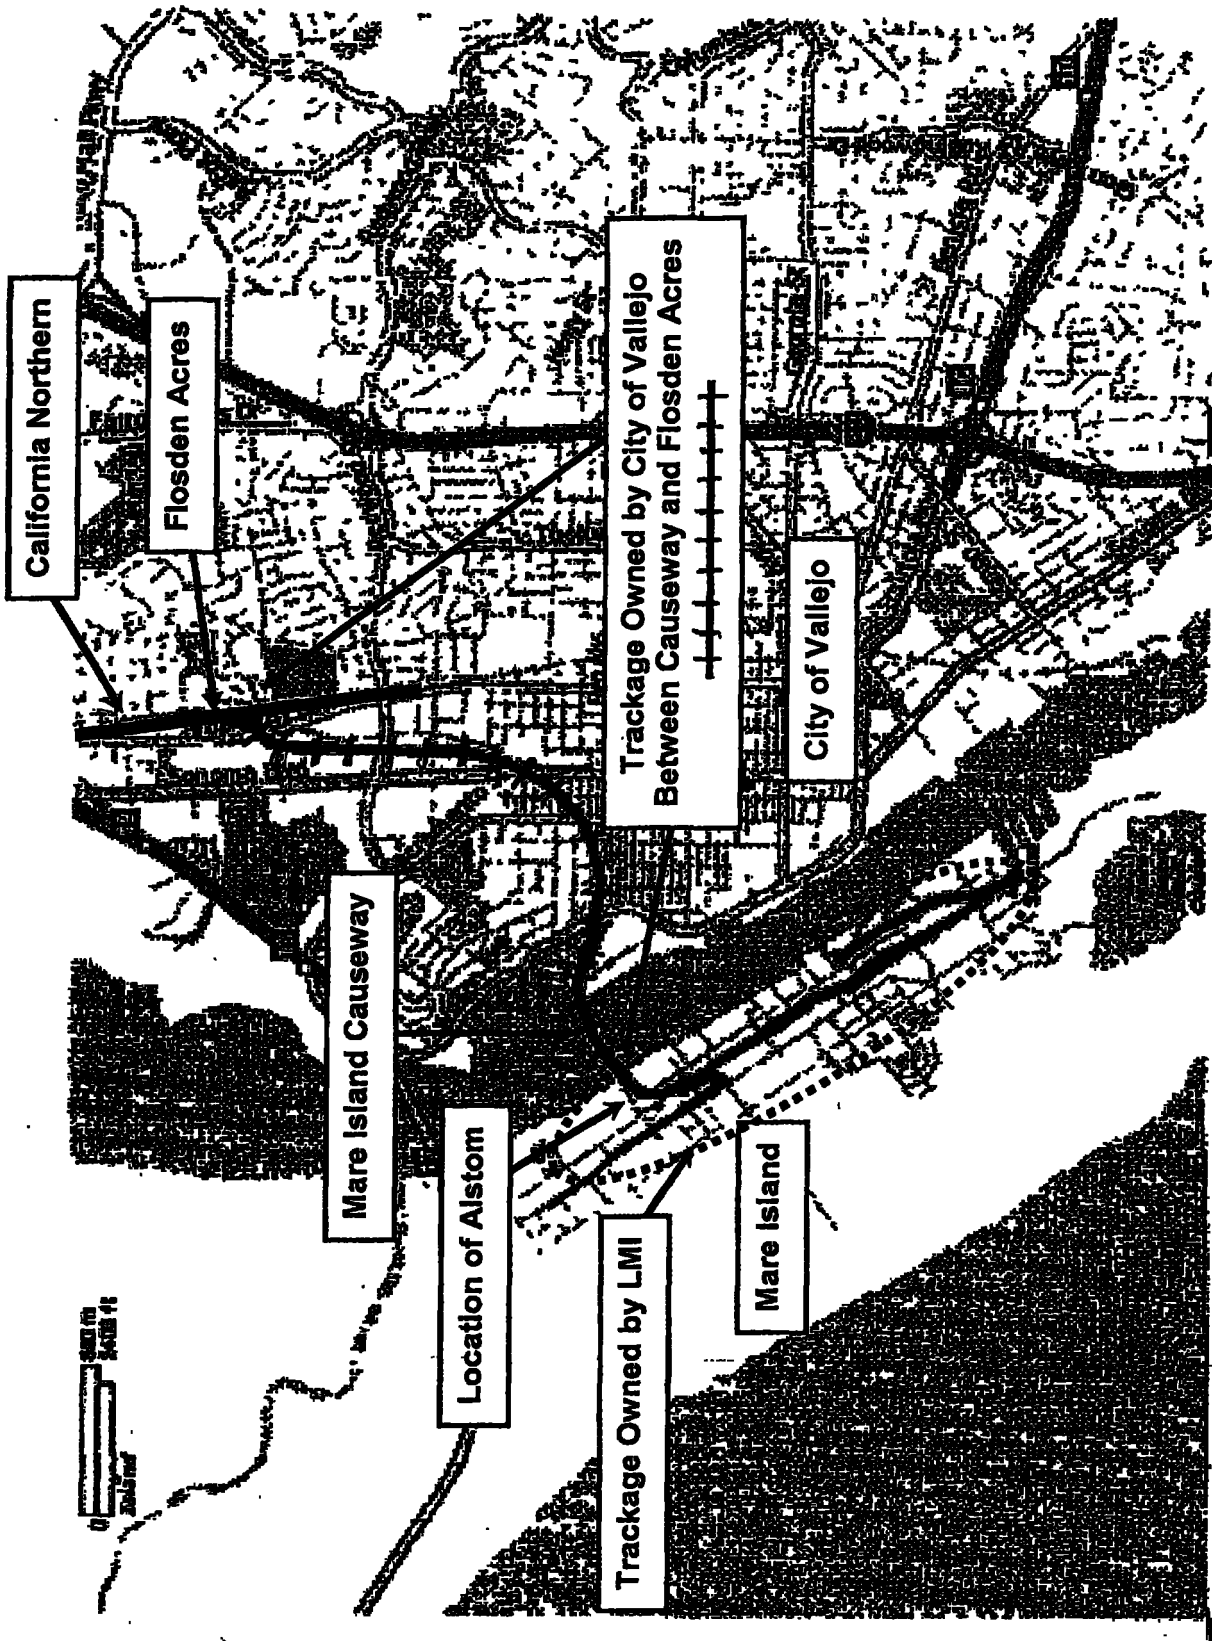 California Northern
Flosden Acres
Mare Island Causeway
Location of Alstom
Trackage Owned by City of Vallejo
Between Causeway and Flosden Acres
Trackage Owned by LMI
Mare Island
City of Vallejo